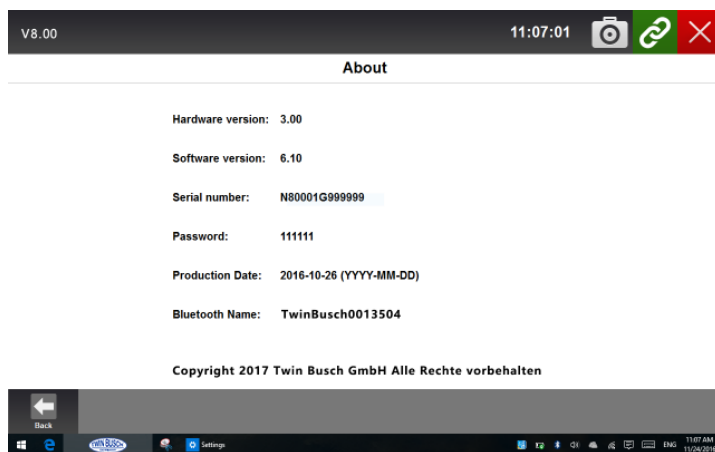 V8.00 11:07:01
About
Hardware version: 3.00
Software version: 6.10
Serial number: N80001G999999
Password: 111111
Production Date: 2016-10-26 (YYYY-MM-DD)
Bluetooth Name: TwinBusch0013504
Copyright 2017 Twin Busch GmbH Alle Rechte vorbehalten
Back
TWIN BUSCH Settings ENG 11:07 AM
11/24/2016